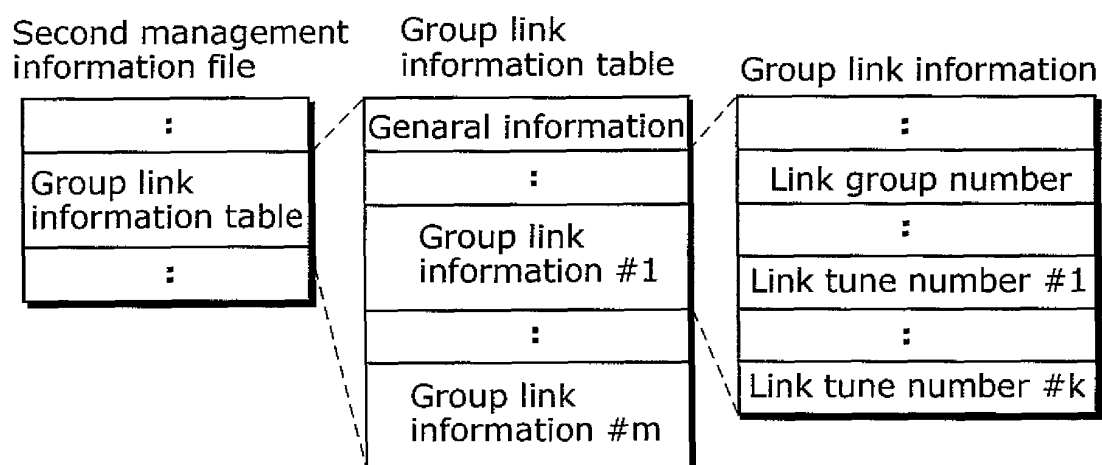 Second management
information file
:
Group link
information table
:
Group link
information table
Genaral information
:
Group link
information #1
:
Group link
information #m
Group link information
:
Link group number
:
Link tune number #1
:
Link tune number #k